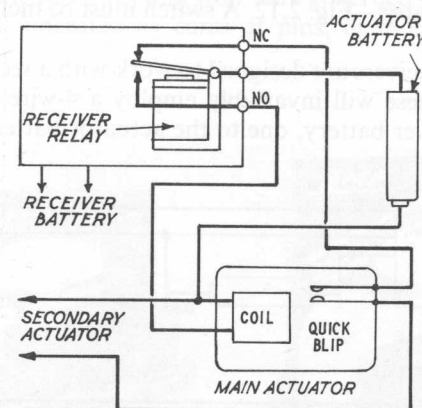 NC
ACTUATOR
BATTERY
NO
RECEIVER
RELAY
RECEIVER
BATTERY
SECONDARY
ACTUATOR
COIL
QUICK
BLIP
MAIN ACTUATOR